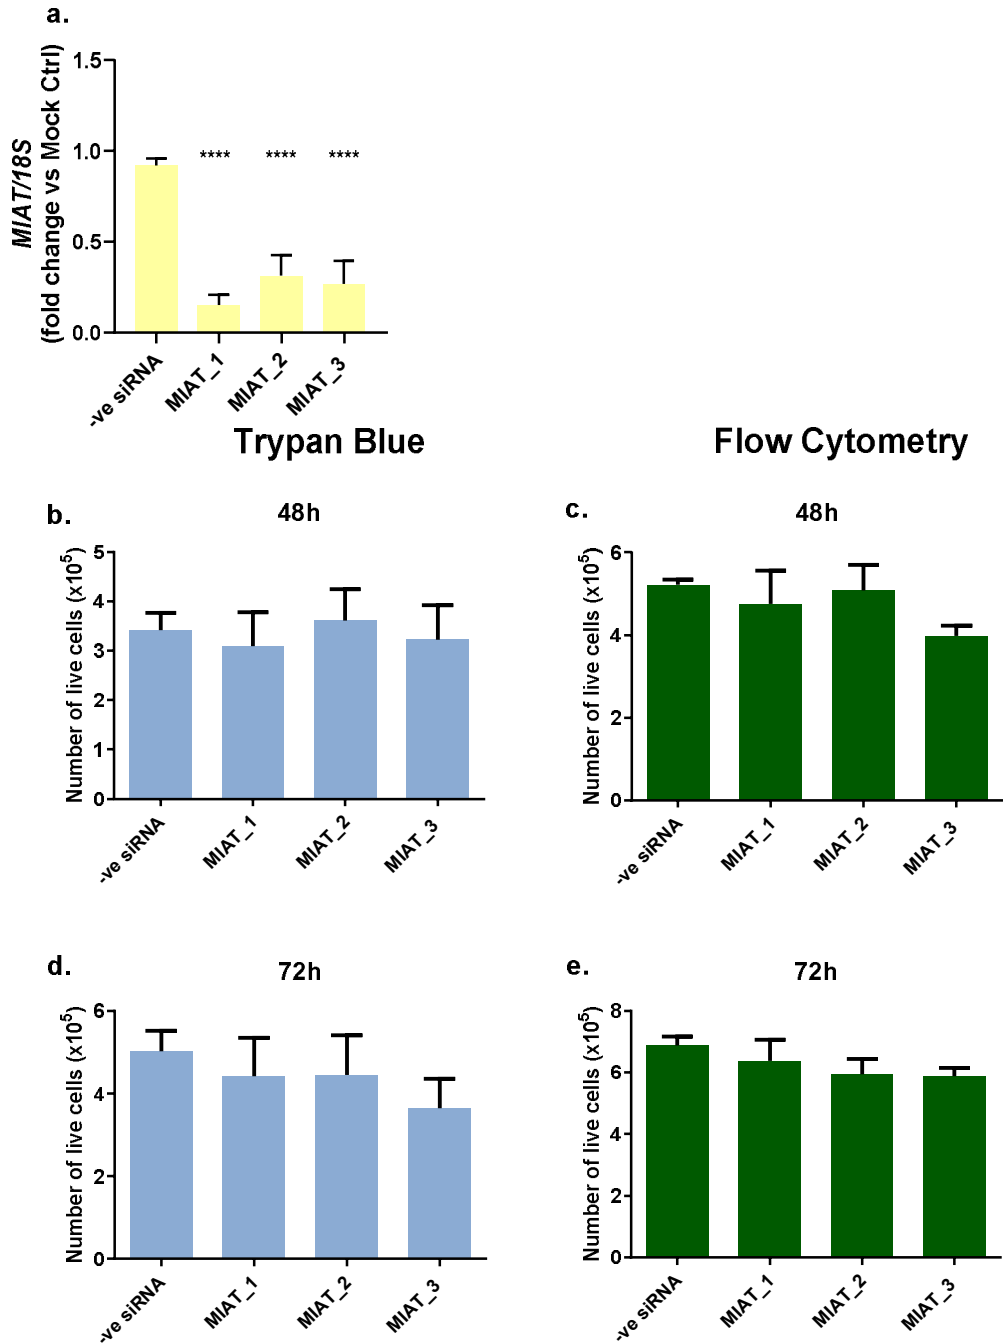 a.
MIAT/18S
(fold change vs Mock Ctrl)
1.5
1.0
0.5
0.0
**** **** ****
-ve siRNA MIAT_1 MIAT_2 MIAT_3
Trypan Blue Flow Cytometry
b.
48h
Number of live cells (x10⁵)
5
4
3
2
1
0
-ve siRNA MIAT_1 MIAT_2 MIAT_3
c.
48h
Number of live cells (x10⁵)
6
4
2
0
-ve siRNA MIAT_1 MIAT_2 MIAT_3
d.
72h
Number of live cells (x10⁵)
6
4
2
0
-ve siRNA MIAT_1 MIAT_2 MIAT_3
e.
72h
Number of live cells (x10⁵)
8
6
4
2
0
-ve siRNA MIAT_1 MIAT_2 MIAT_3